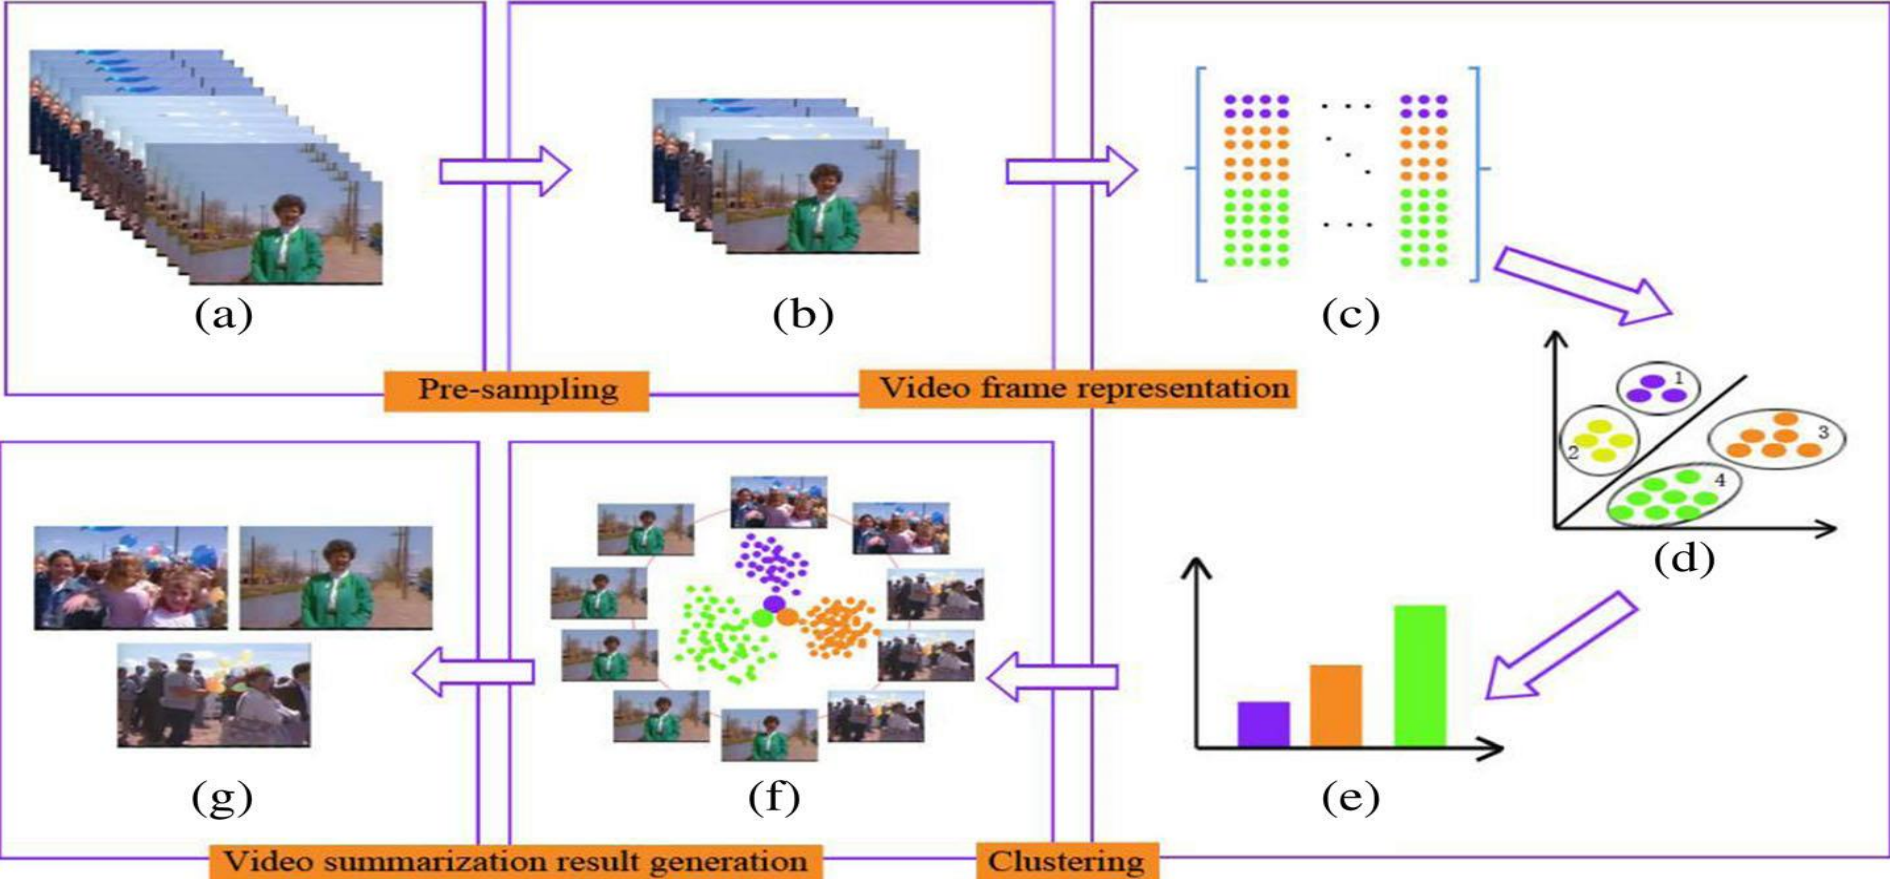 (a)
(b)
(c)
Pre-sampling
Video frame representation
1
2
3
4
(d)
(g)
(f)
(e)
Video summarization result generation
Clustering